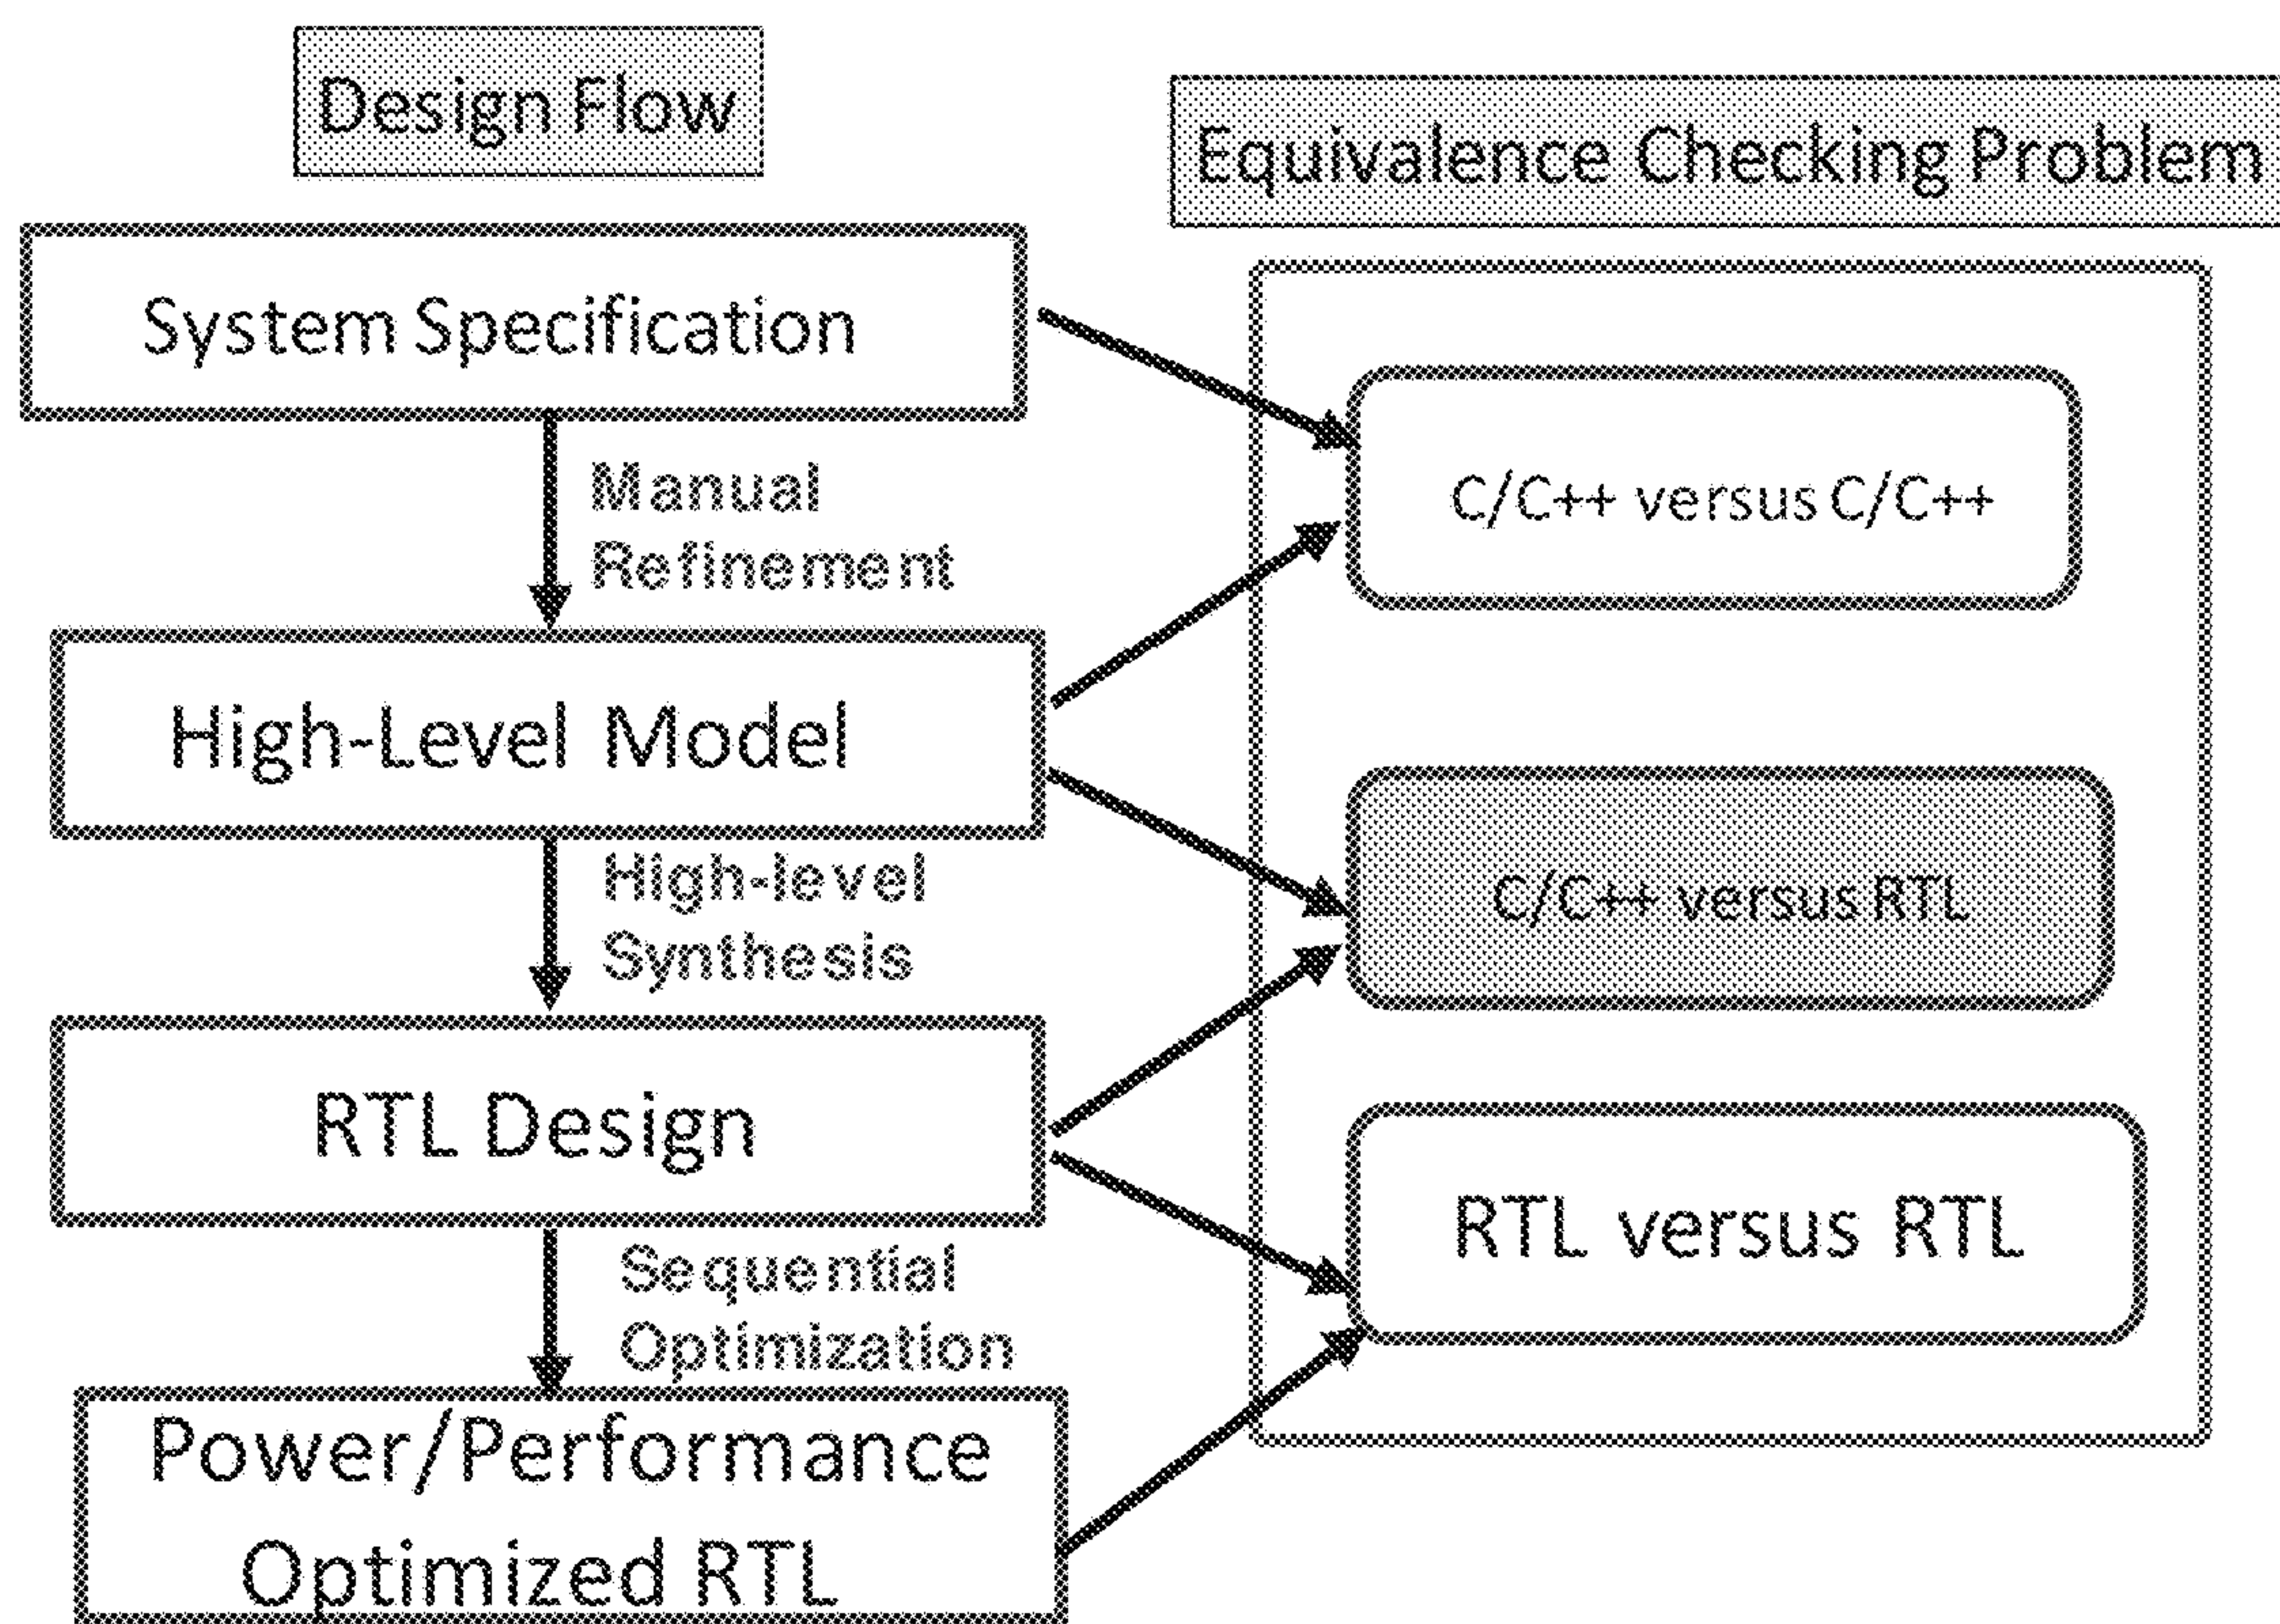 Design Flow
Equivalence Checking Problem
System Specification
C/C++ versus C/C++
Manual
Refinement
High-Level Model
C/C++ versus RTL
High-level
Synthesis
RTL Design
RTL versus RTL
Sequential
Optimization
Power/Performance
Optimized RTL